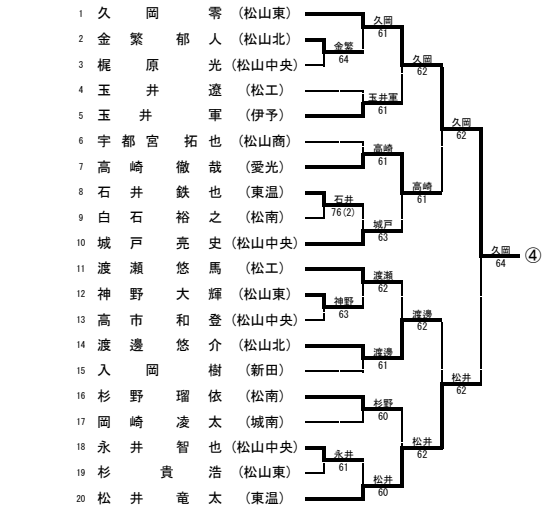 1 久岡 零 (松山東)
2 金繁 郁人 (松山北)
3 梶原 光 (松山中央)
4 玉井 遼 (松工)
5 玉井 軍 (伊予)
6 宇都宮 拓也 (松山商)
7 高崎 徹哉 (愛光)
8 石井 鉄也 (東温)
9 白石 裕之 (松南)
10 城戸 亮史 (松山中央)
11 渡瀬 悠馬 (松工)
12 神野 大輝 (松山東)
13 高市 和登 (松山中央)
14 渡邊 悠介 (松山北)
15 入岡 樹 (新田)
16 杉野 瑠依 (松南)
17 岡崎 凌太 (城南)
18 永井 智也 (松山中央)
19 杉 貴浩 (松山東)
20 松井 竜太 (東温)
金繁
64
石井
76(2)
神野
63
永井
61
久岡
61
玉井軍
61
高崎
61
城戸
63
渡瀬
62
渡邊
61
杉野
60
松井
60
久岡
62
高崎
61
渡邊
62
松井
62
久岡
62
松井
62
久岡
64
④